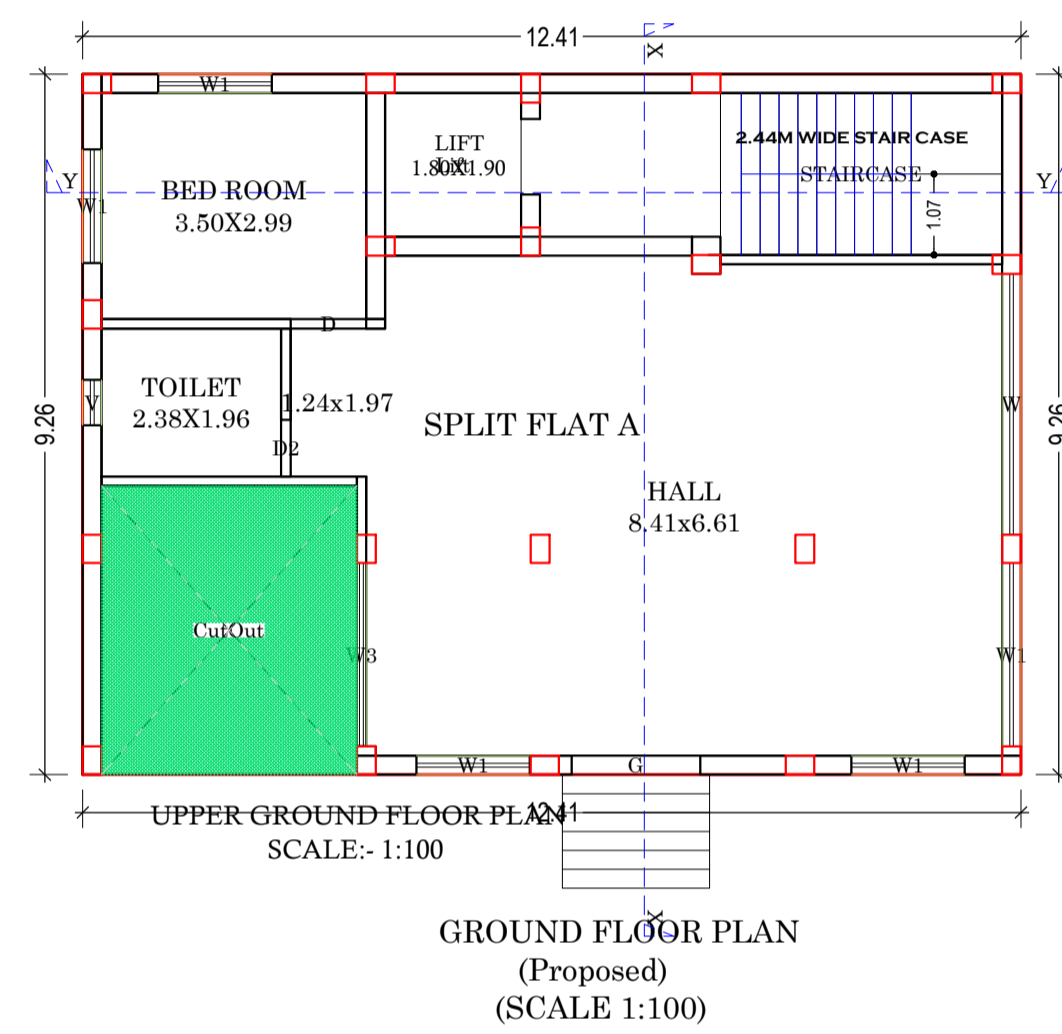 12.41
X
W1
2.44M WIDE STAIR CASE
LIFT
Lift
1.80X1.90
STAIRCASE
Y
Y
BED ROOM
3.50X2.99
W1
1.07
D
TOILET
2.38X1.96
V
1.24x1.97
W
9.26
9.26
SPLIT FLAT A
D2
HALL
8.41x6.61
CutOut
W3
W1
W1
G
W1
UPPER GROUND FLOOR PLAN
12.41
SCALE:- 1:100
X
GROUND FLOOR PLAN
(Proposed)
(SCALE 1:100)